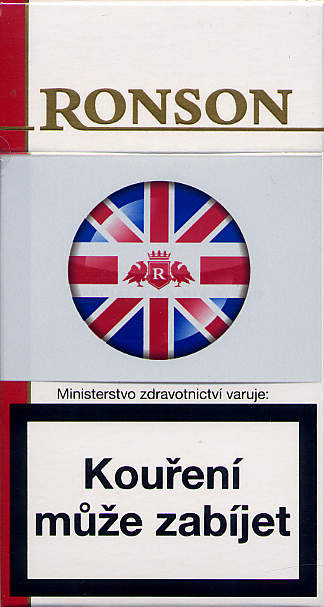 RONSON
R
Ministerstvo zdravotnictví varuje:
Kouření
může zabíjet